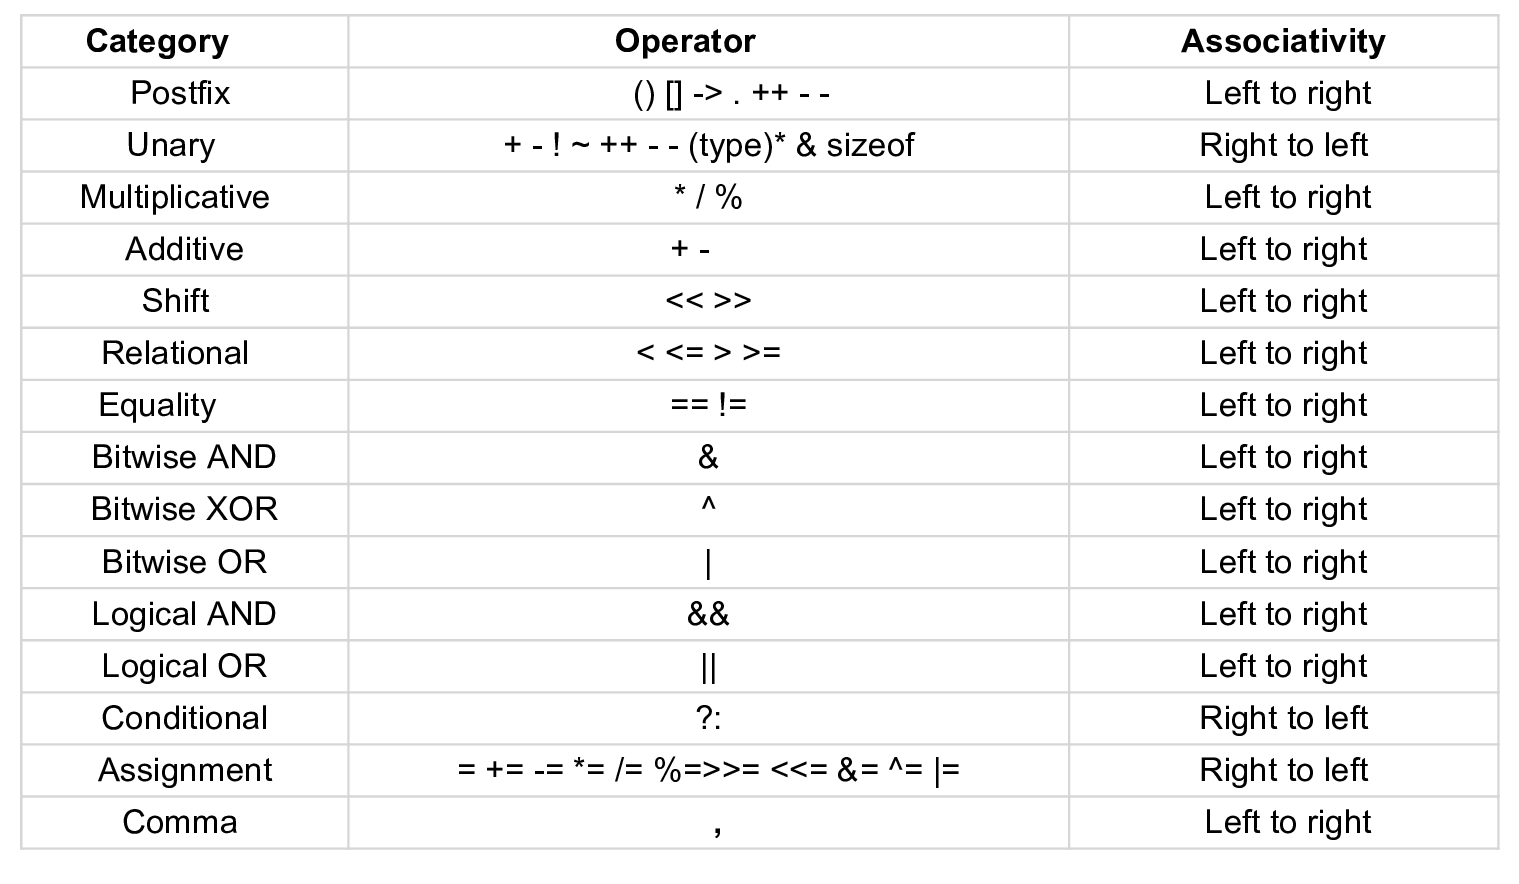 Category Operator Associativity
Postfix () [] -> . ++ - - Left to right
Unary + - ! ~ ++ - - (type)* & sizeof Right to left
Multiplicative * / % Left to right
Additive + - Left to right
Shift << >> Left to right
Relational < <= > >= Left to right
Equality == != Left to right
Bitwise AND & Left to right
Bitwise XOR ^ Left to right
Bitwise OR | Left to right
Logical AND && Left to right
Logical OR || Left to right
Conditional ?: Right to left
Assignment = += -= *= /= %=>>= <<= &= ^= |= Right to left
Comma , Left to right